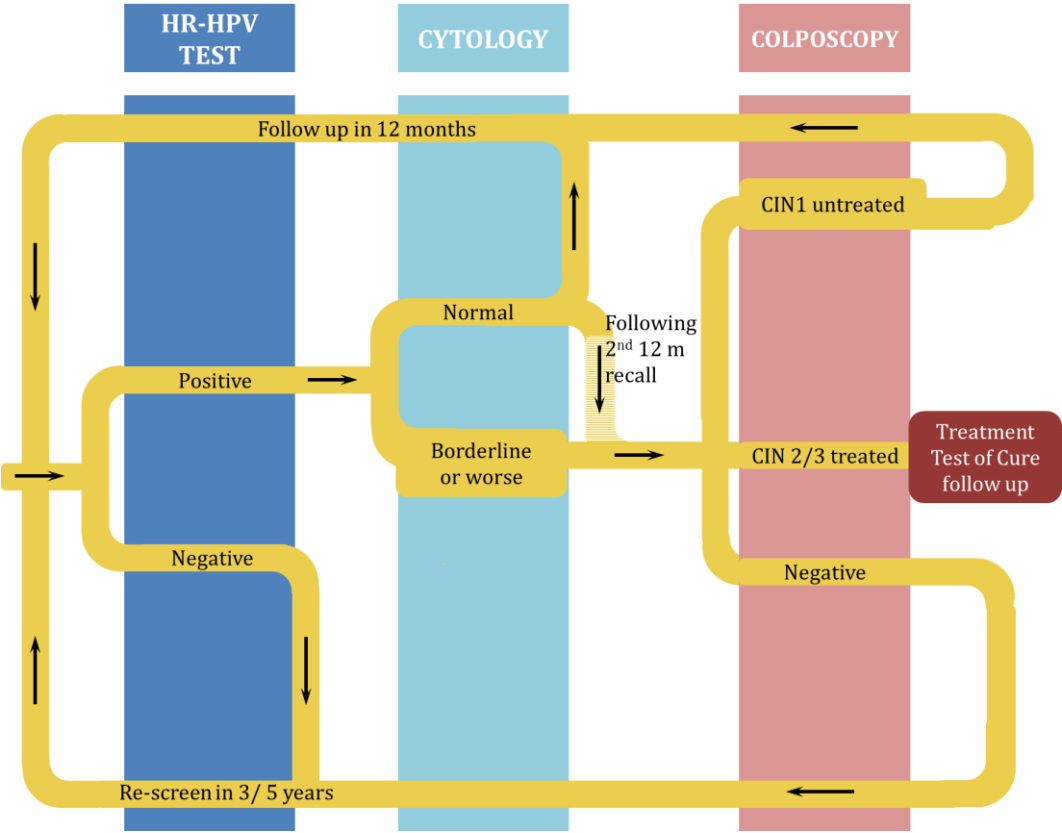 HR-HPV
TEST
CYTOLOGY
COLPOSCOPY
Follow up in 12 months
CIN1 untreated
Normal
Following
2nd 12 m
recall
Positive
Borderline
or worse
CIN 2/3 treated
Treatment
Test of Cure
follow up
Negative
Negative
Re-screen in 3/ 5 years